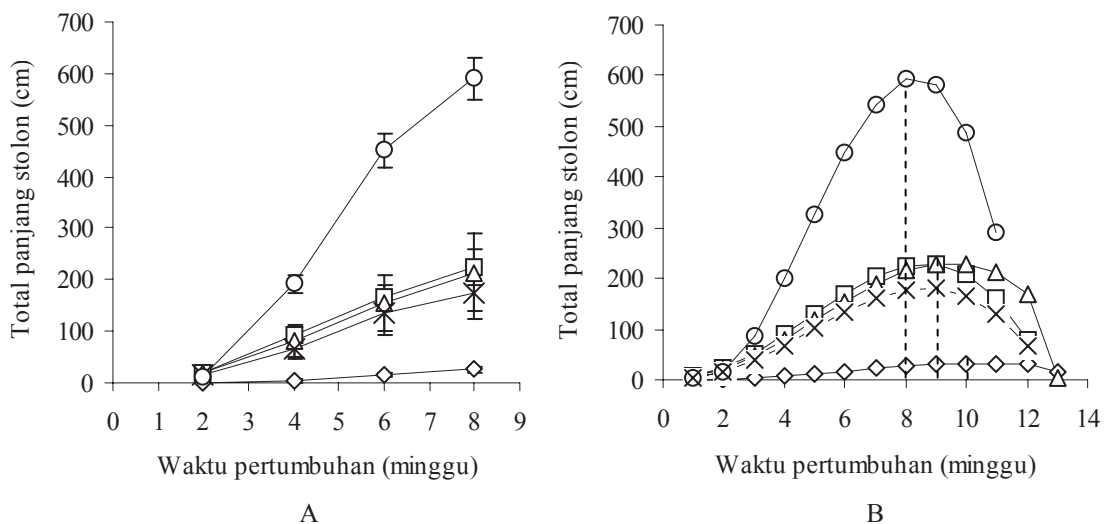 700
600
500
400
300
200
100
0
Total panjang stolon (cm)
0 1 2 3 4 5 6 7 8 9
Waktu pertumbuhan (minggu)
A
700
600
500
400
300
200
100
0
Total panjang stolon (cm)
0 2 4 6 8 10 12 14
Waktu pertumbuhan (minggu)
B